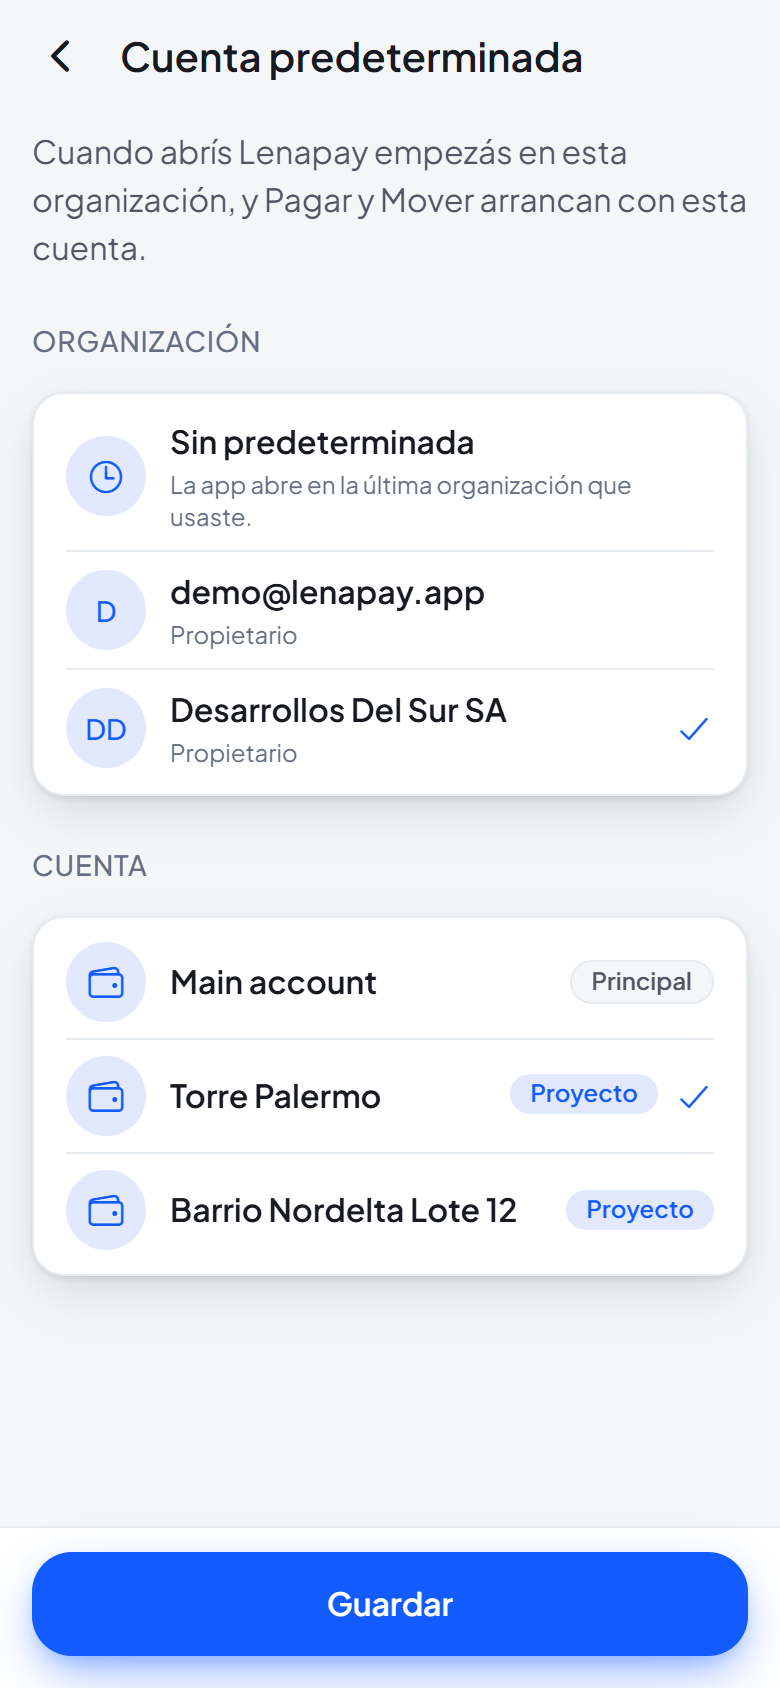 Cuenta predeterminada
Cuando abrís Lenapay empezás en esta
organización, y Pagar y Mover arrancan con esta
cuenta.
ORGANIZACIÓN
Sin predeterminada
La app abre en la última organización que
usaste.
D
demo@lenapay.app
Propietario
DD
Desarrollos Del Sur SA
Propietario
CUENTA
Main account
Principal
Torre Palermo
Proyecto
Barrio Nordelta Lote 12
Proyecto
Guardar